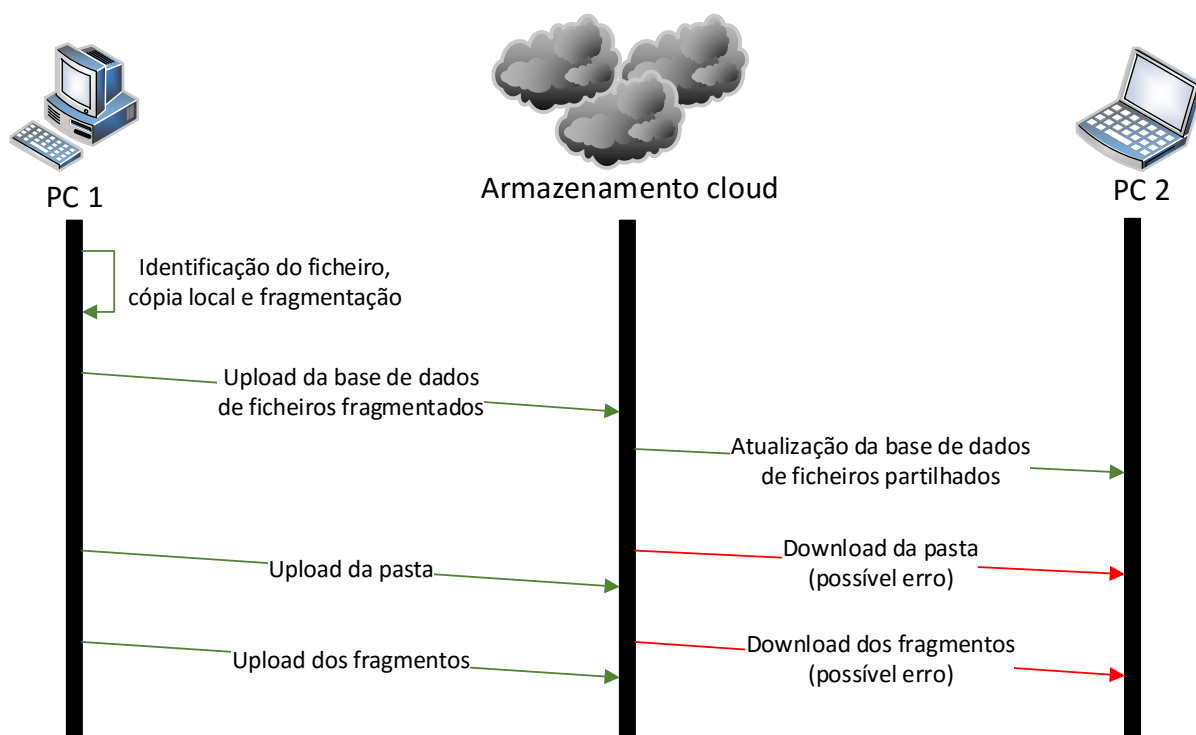 PC 1
Armazenamento cloud
PC 2
Identificação do ficheiro,
cópia local e fragmentação
Upload da base de dados
de ficheiros fragmentados
Atualização da base de dados
de ficheiros partilhados
Upload da pasta
Download da pasta
(possível erro)
Upload dos fragmentos
Download dos fragmentos
(possível erro)